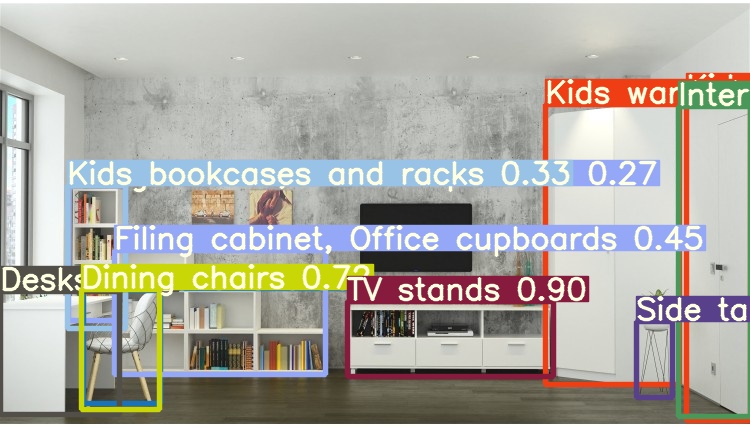 Kids war
Inter
Kids bookcases and racks 0.33
0.27
Filing cabinet, Office cupboards 0.45
Desks
Dining chairs 0.72
TV stands 0.90
Side ta